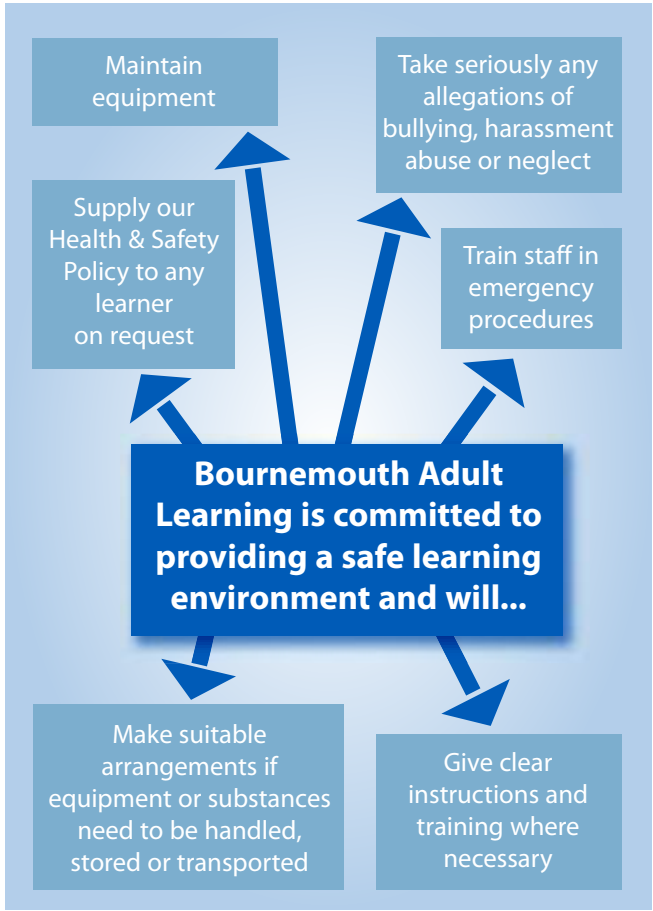 Maintain
equipment
Take seriously any
allegations of
bullying, harassment
abuse or neglect
Supply our
Health & Safety
Policy to any
learner
on request
Train staff in
emergency
procedures
Bournemouth Adult
Learning is committed to
providing a safe learning
environment and will...
Make suitable
arrangements if
equipment or substances
need to be handled,
stored or transported
Give clear
instructions and
training where
necessary